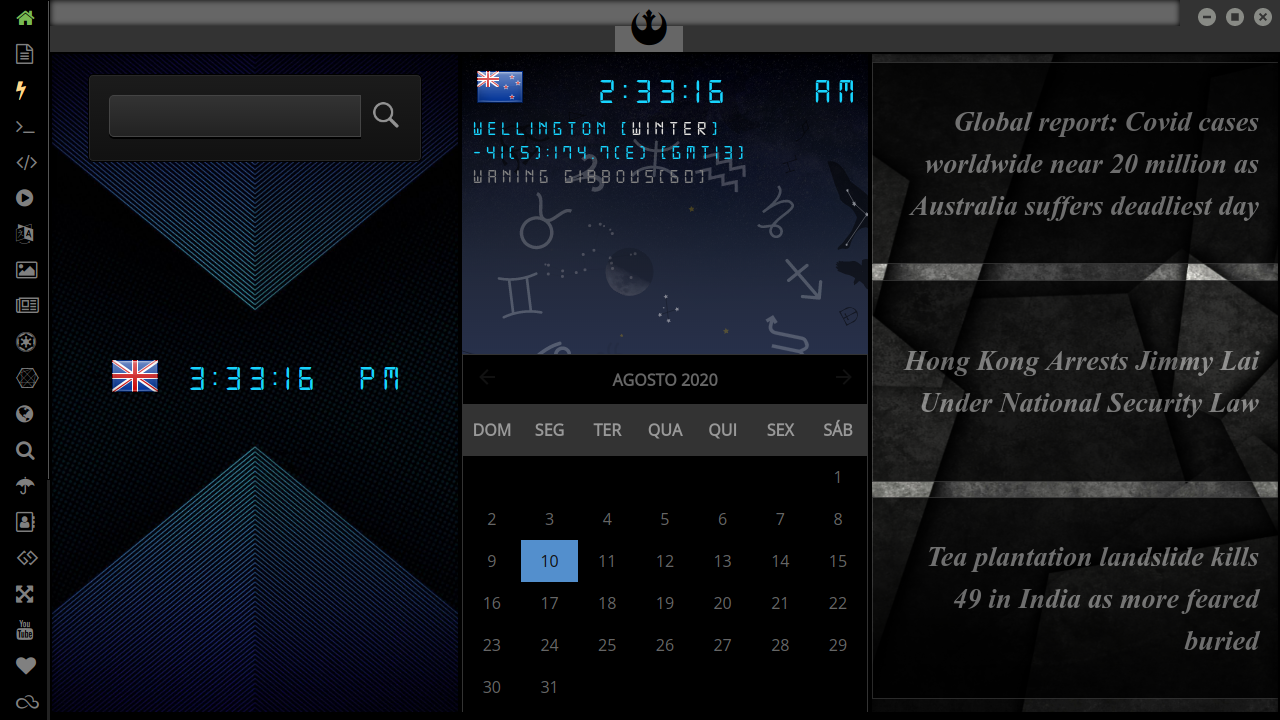 2:33:16 AM
WELLINGTON (WINTER)
-41(S):174.7(E) (GMT13)
WANING GIBBOUS(60)
3:33:16 PM
AGOSTO 2020
DOM SEG TER QUA QUI SEX SÁB
1
2 3 4 5 6 7 8
9 10 11 12 13 14 15
16 17 18 19 20 21 22
23 24 25 26 27 28 29
30 31
Global report: Covid cases
worldwide near 20 million as
Australia suffers deadliest day
Hong Kong Arrests Jimmy Lai
Under National Security Law
Tea plantation landslide kills
49 in India as more feared
buried
You
Tube